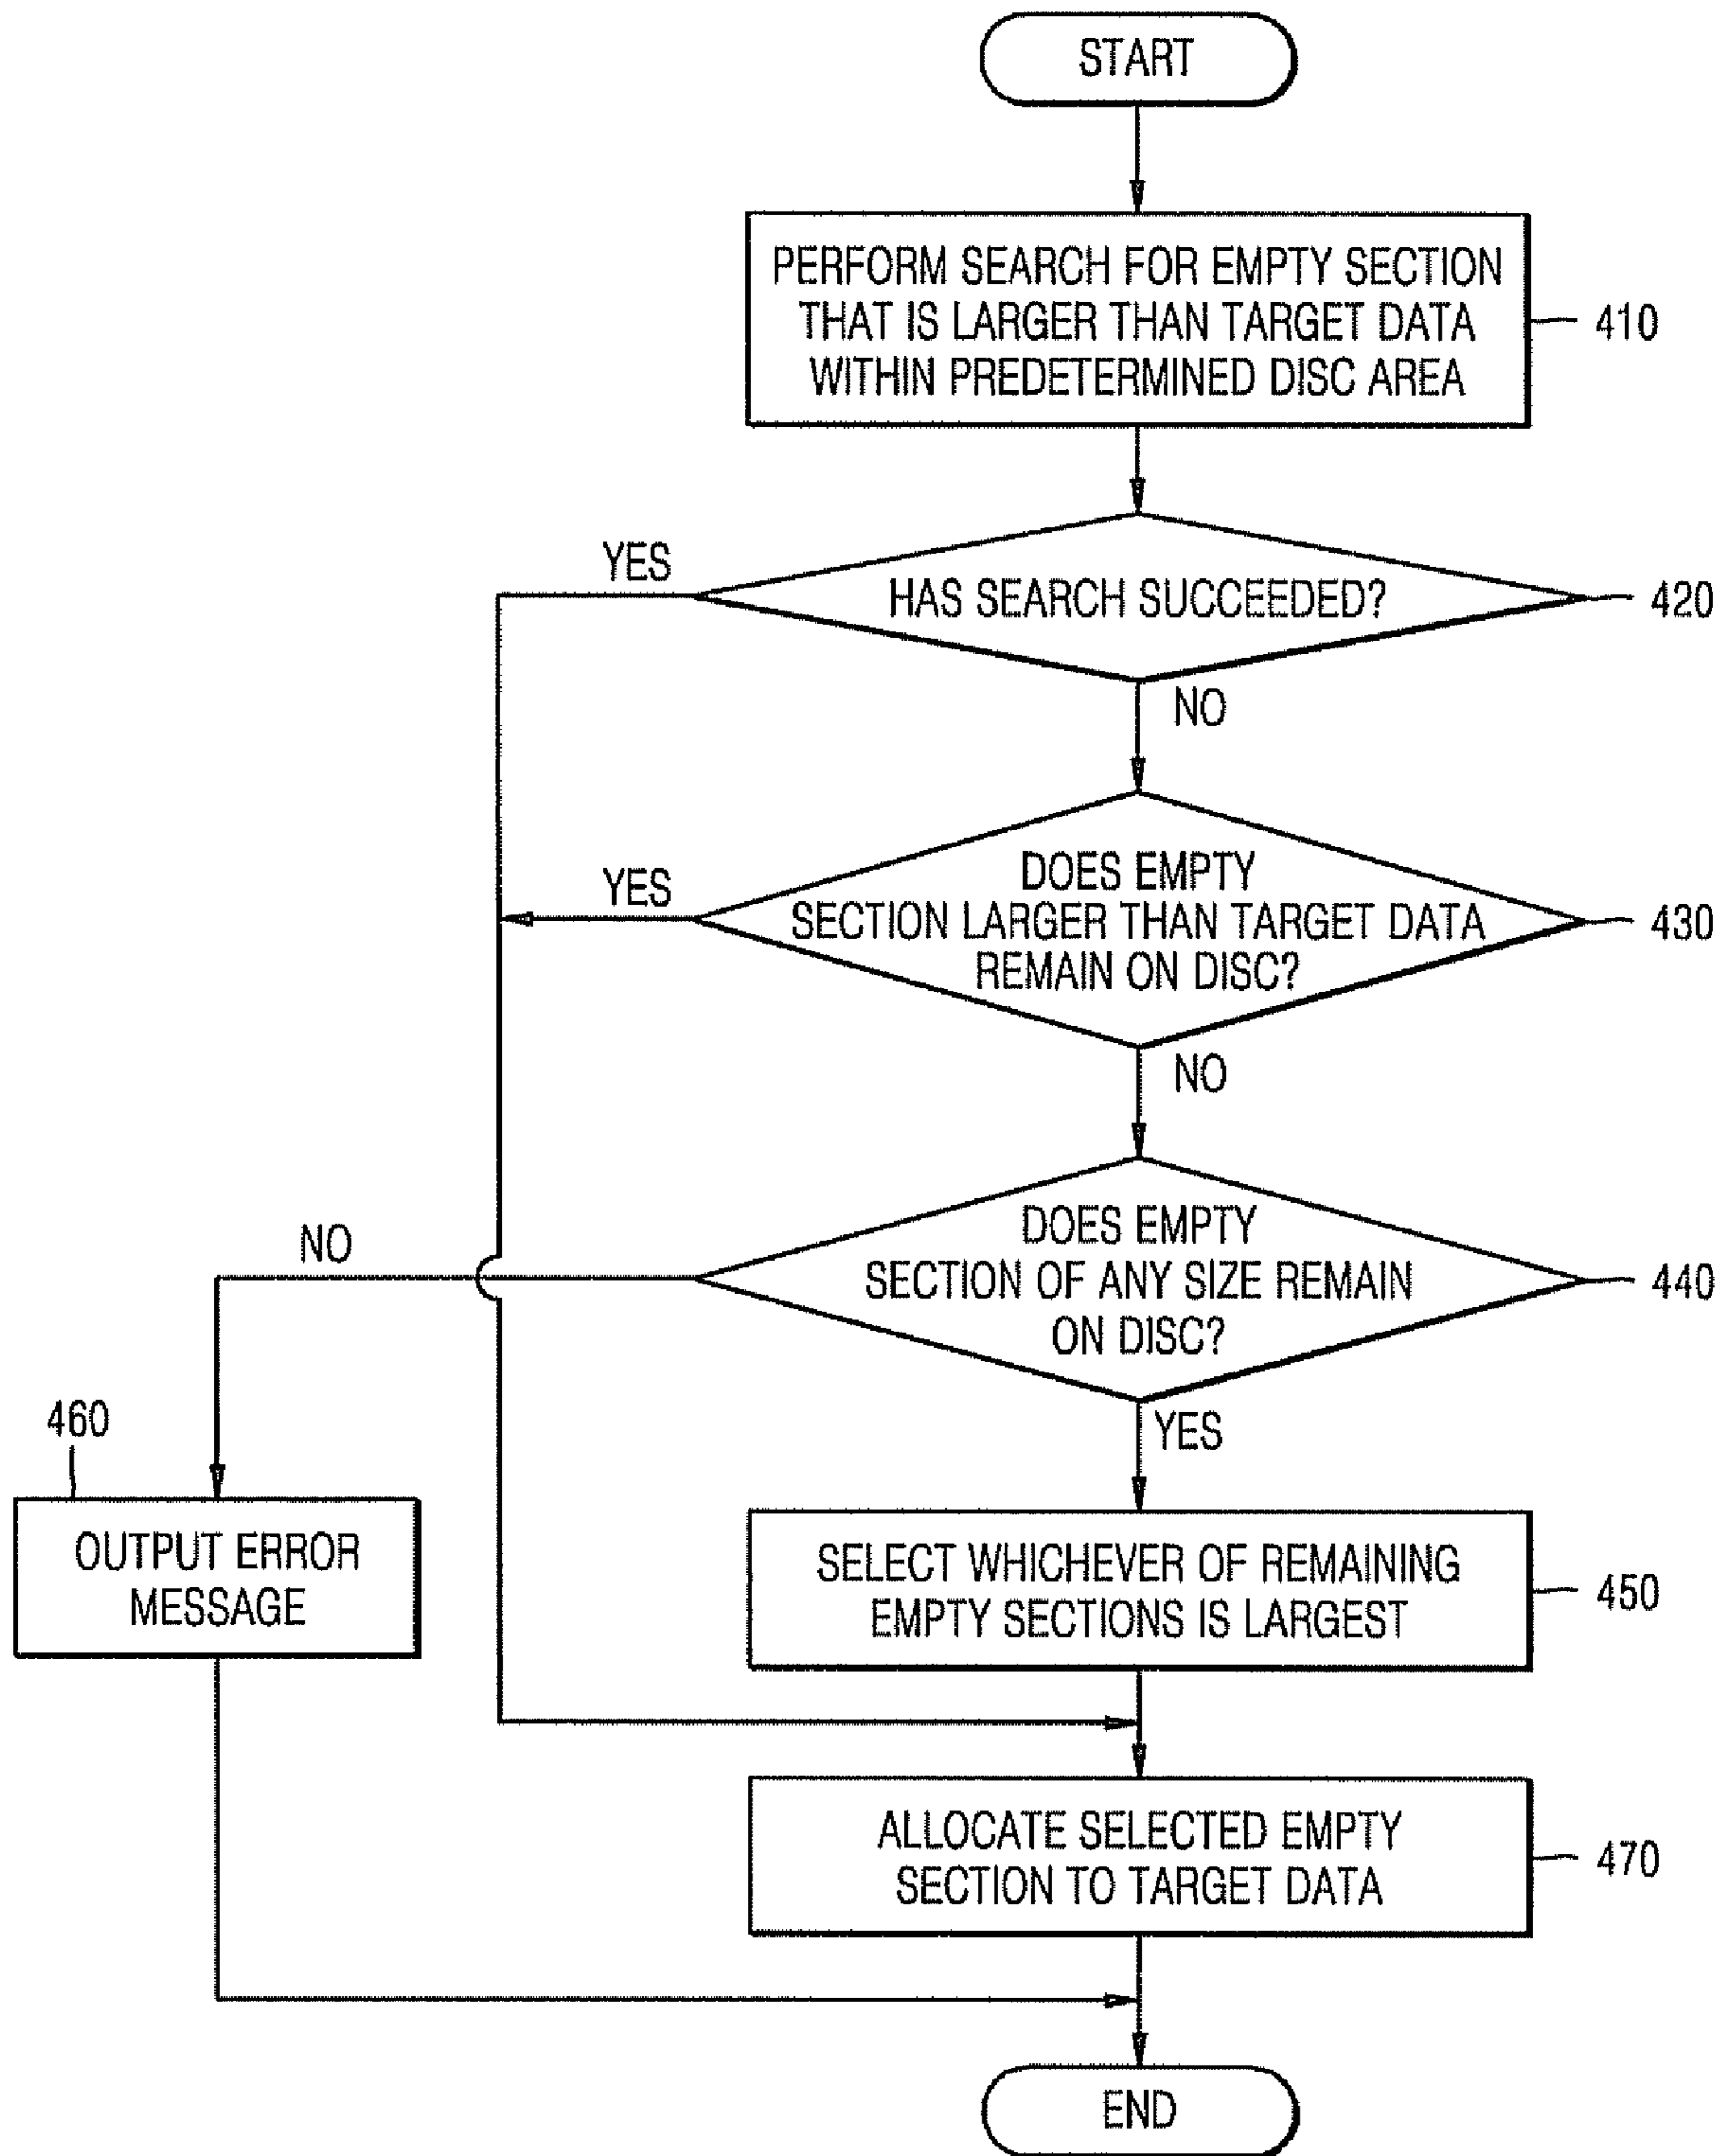 START
PERFORM SEARCH FOR EMPTY SECTION
THAT IS LARGER THAN TARGET DATA
WITHIN PREDETERMINED DISC AREA
410
YES
HAS SEARCH SUCCEEDED?
420
NO
YES
DOES EMPTY
SECTION LARGER THAN TARGET DATA
REMAIN ON DISC?
430
NO
NO
DOES EMPTY
SECTION OF ANY SIZE REMAIN
ON DISC?
440
YES
460
OUTPUT ERROR
MESSAGE
SELECT WHICHEVER OF REMAINING
EMPTY SECTIONS IS LARGEST
450
ALLOCATE SELECTED EMPTY
SECTION TO TARGET DATA
470
END